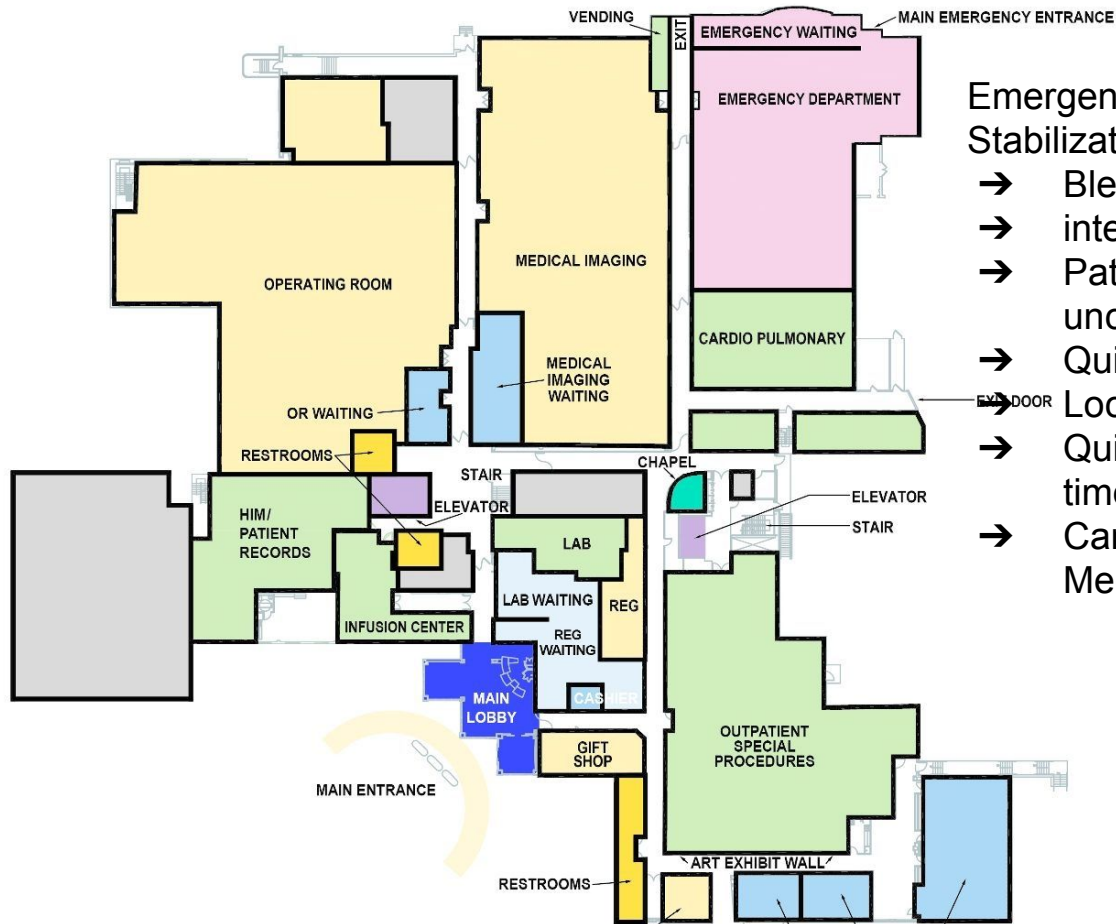 VENDING
EXIT
EMERGENCY WAITING
MAIN EMERGENCY ENTRANCE
EMERGENCY DEPARTMENT
OPERATING ROOM
MEDICAL IMAGING
CARDIO PULMONARY
MEDICAL
IMAGING
WAITING
OR WAITING
EXIT DOOR
RESTROOMS
STAIR
CHAPEL
ELEVATOR
ELEVATOR
STAIR
HIM/
PATIENT
RECORDS
LAB
LAB WAITING
REG
INFUSION CENTER
REG
WAITING
MAIN
LOBBY
CASHIER
GIFT
SHOP
OUTPATIENT
SPECIAL
PROCEDURES
MAIN ENTRANCE
ART EXHIBIT WALL
RESTROOMS
Emergen
Stabilizat
➔ Ble
➔ inte
➔ Pat
unc
➔ Qui
➔ Loc
➔ Qui
time
➔ Car
Me